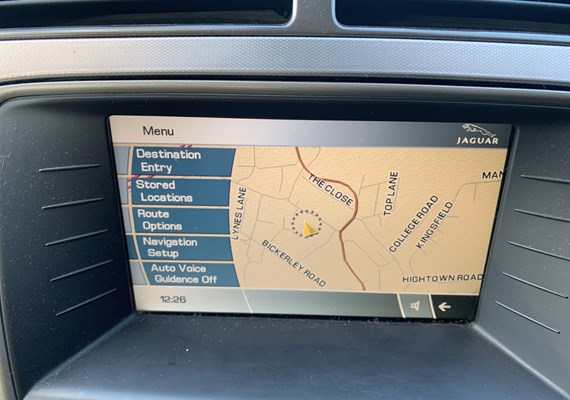 Menu
JAGUAR
Destination
Entry
Stored
Locations
Route
Options
Navigation
Setup
Auto Voice
Guidance Off
LYNES LANE
THE CLOSE
BICKERLEY ROAD
TOP LANE
COLLEGE ROAD
KINGSFIELD
MAN
HIGHTOWN ROAD
12:26